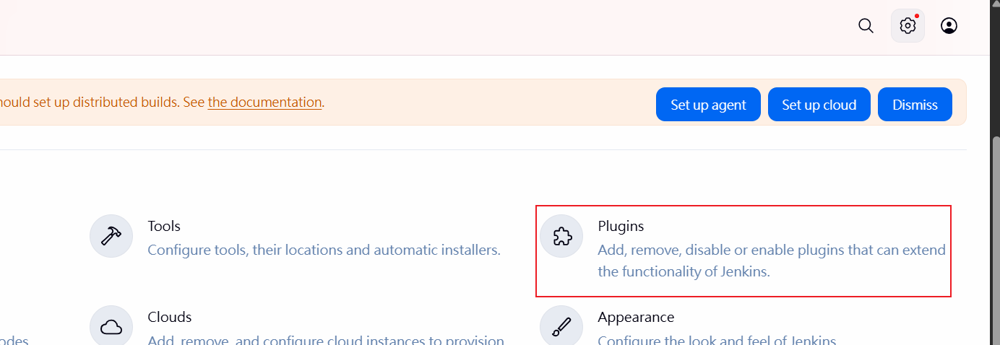 ould set up distributed builds. See the documentation.
Set up agent
Set up cloud
Dismiss
Tools
Configure tools, their locations and automatic installers.
Plugins
Add, remove, disable or enable plugins that can extend
the functionality of Jenkins.
Clouds
odes
Add, remove, and configure cloud instances to provision
Appearance
Configure the look and feel of Jenkins